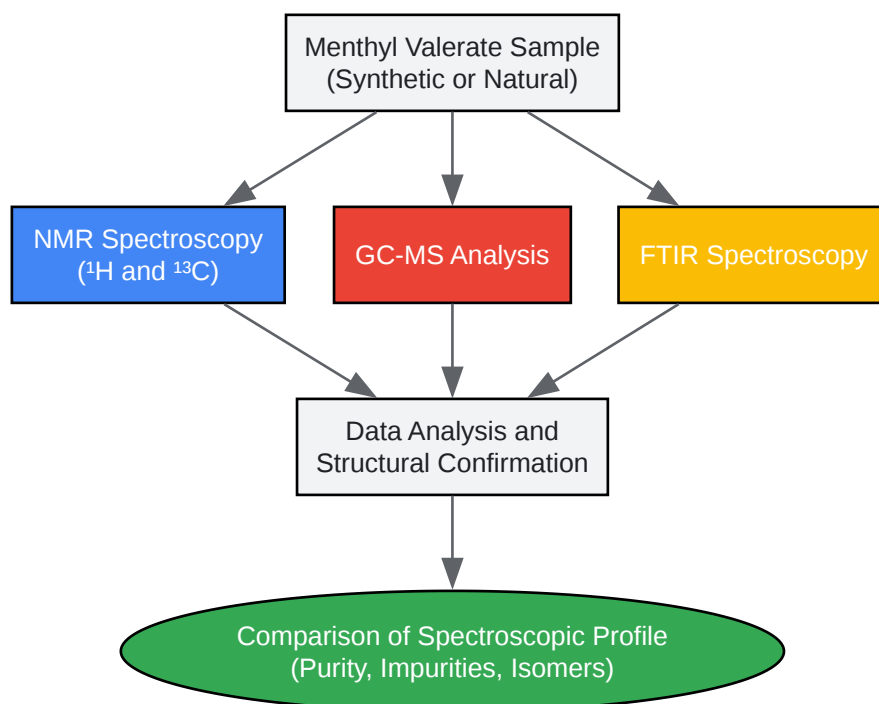 Menthyl Valerate Sample
(Synthetic or Natural)
NMR Spectroscopy
(¹H and ¹³C)
GC-MS Analysis
FTIR Spectroscopy
Data Analysis and
Structural Confirmation
Comparison of Spectroscopic Profile
(Purity, Impurities, Isomers)